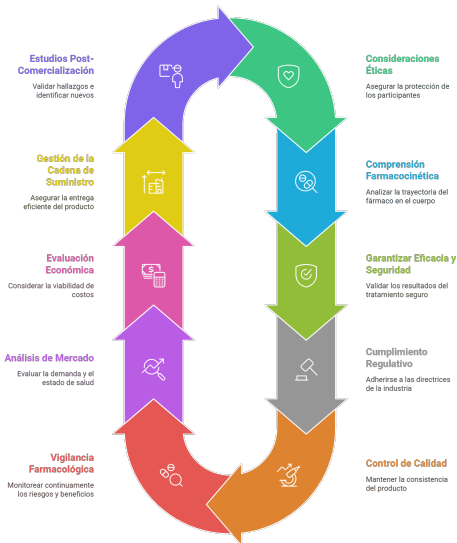 Consideraciones
Éticas
Asegurar la protección de
los participantes
Comprensión
Farmacocinética
Analizar la trayectoria del
fármaco en el cuerpo
Garantizar Eficacia y
Seguridad
Validar los resultados del
tratamiento seguro
Cumplimiento
Regulativo
Adherirse a las directrices
de la industria
Control de Calidad
Mantener la consistencia
del producto
Vigilancia
Farmacológica
Monitorear continuamente
los riesgos y beneficios
Análisis de Mercado
Evaluar la demanda y el
estado de salud
Evaluación
Económica
Considerar la viabilidad de
costos
Gestión de la
Cadena de
Suministro
Asegurar la entrega
eficiente del producto
Estudios Post-
Comercialización
Validar hallazgos e
identificar nuevos